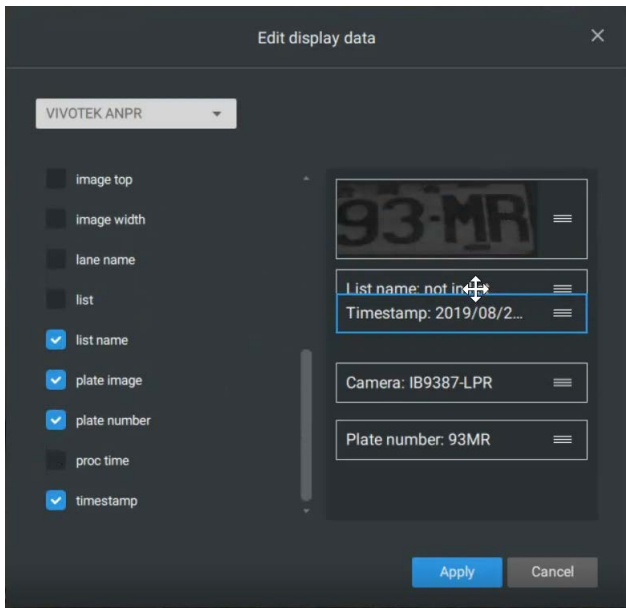 Edit display data
VIVOTEK ANPR
image top
image width
lane name
list
list name
plate image
plate number
proc time
timestamp
93-MR
List name: not in
Timestamp: 2019/08/2...
Camera: IB9387-LPR
Plate number: 93MR
Apply
Cancel